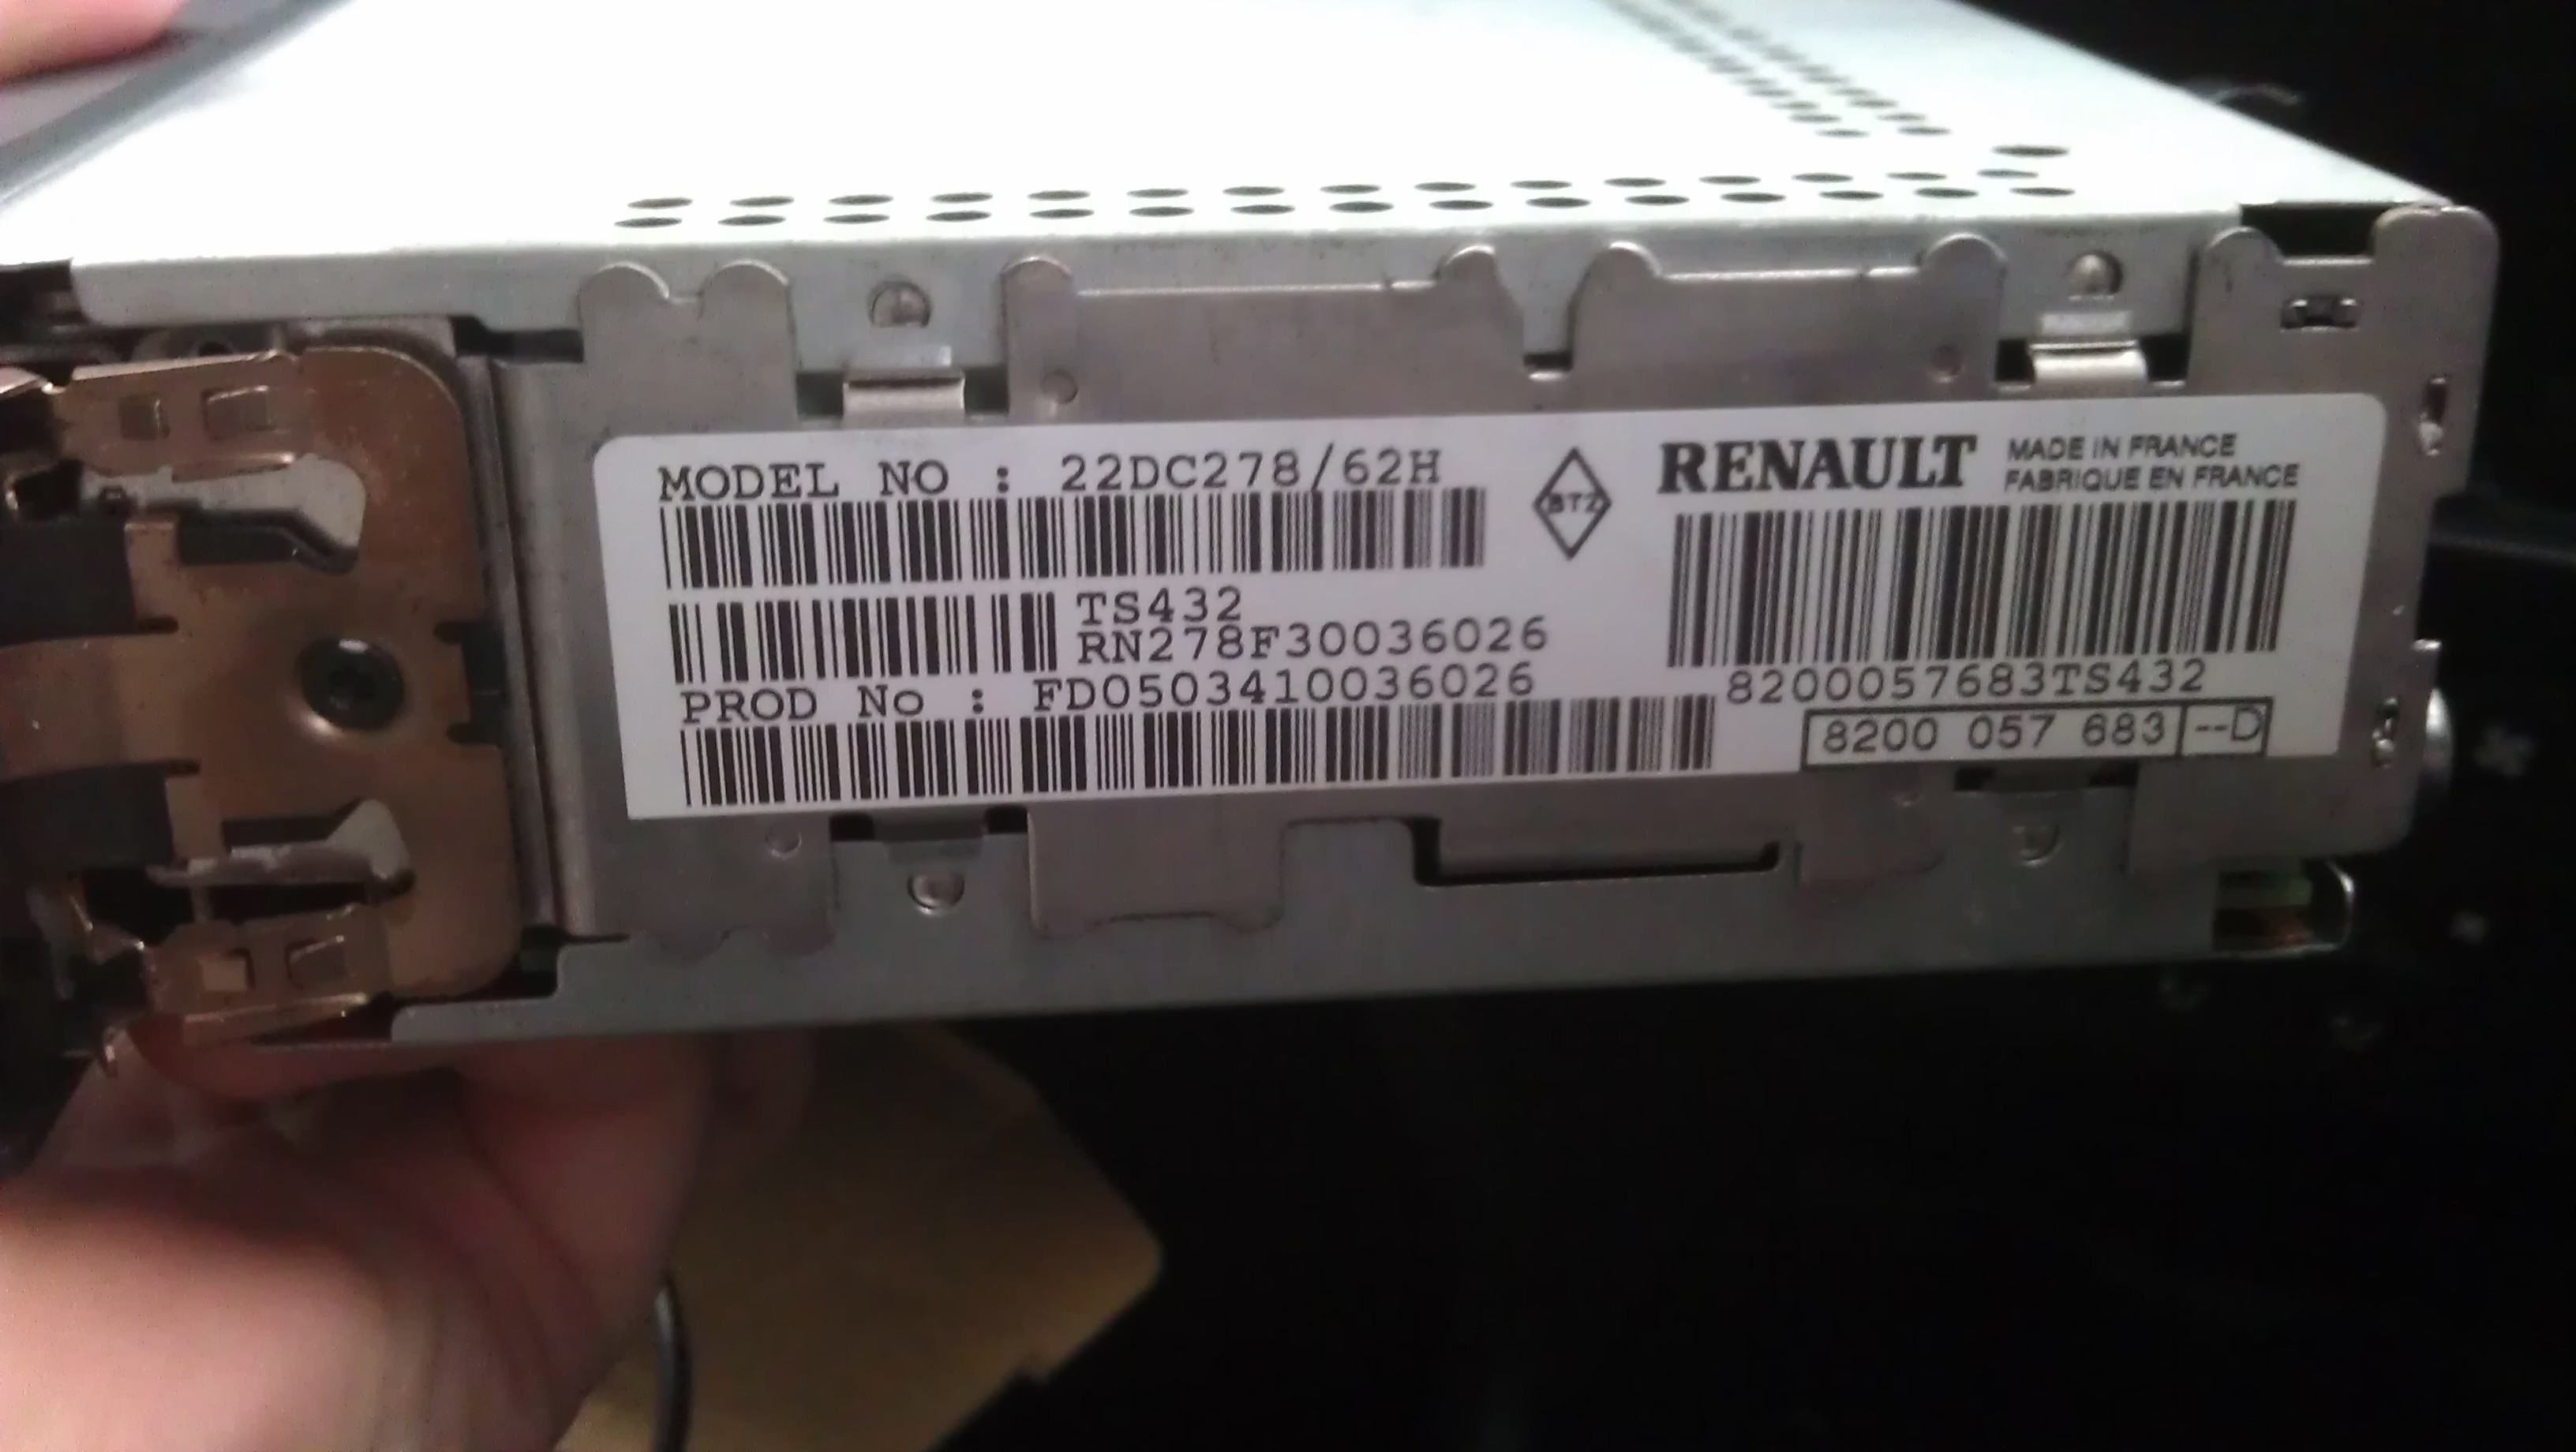 MODEL NO : 22DC278/62H
TS432
RN278F30036026
PROD No : FD0503410036026
BTZ
RENAULT
MADE IN FRANCE
FABRIQUE EN FRANCE
8200057683TS432
8200 057 683 --D